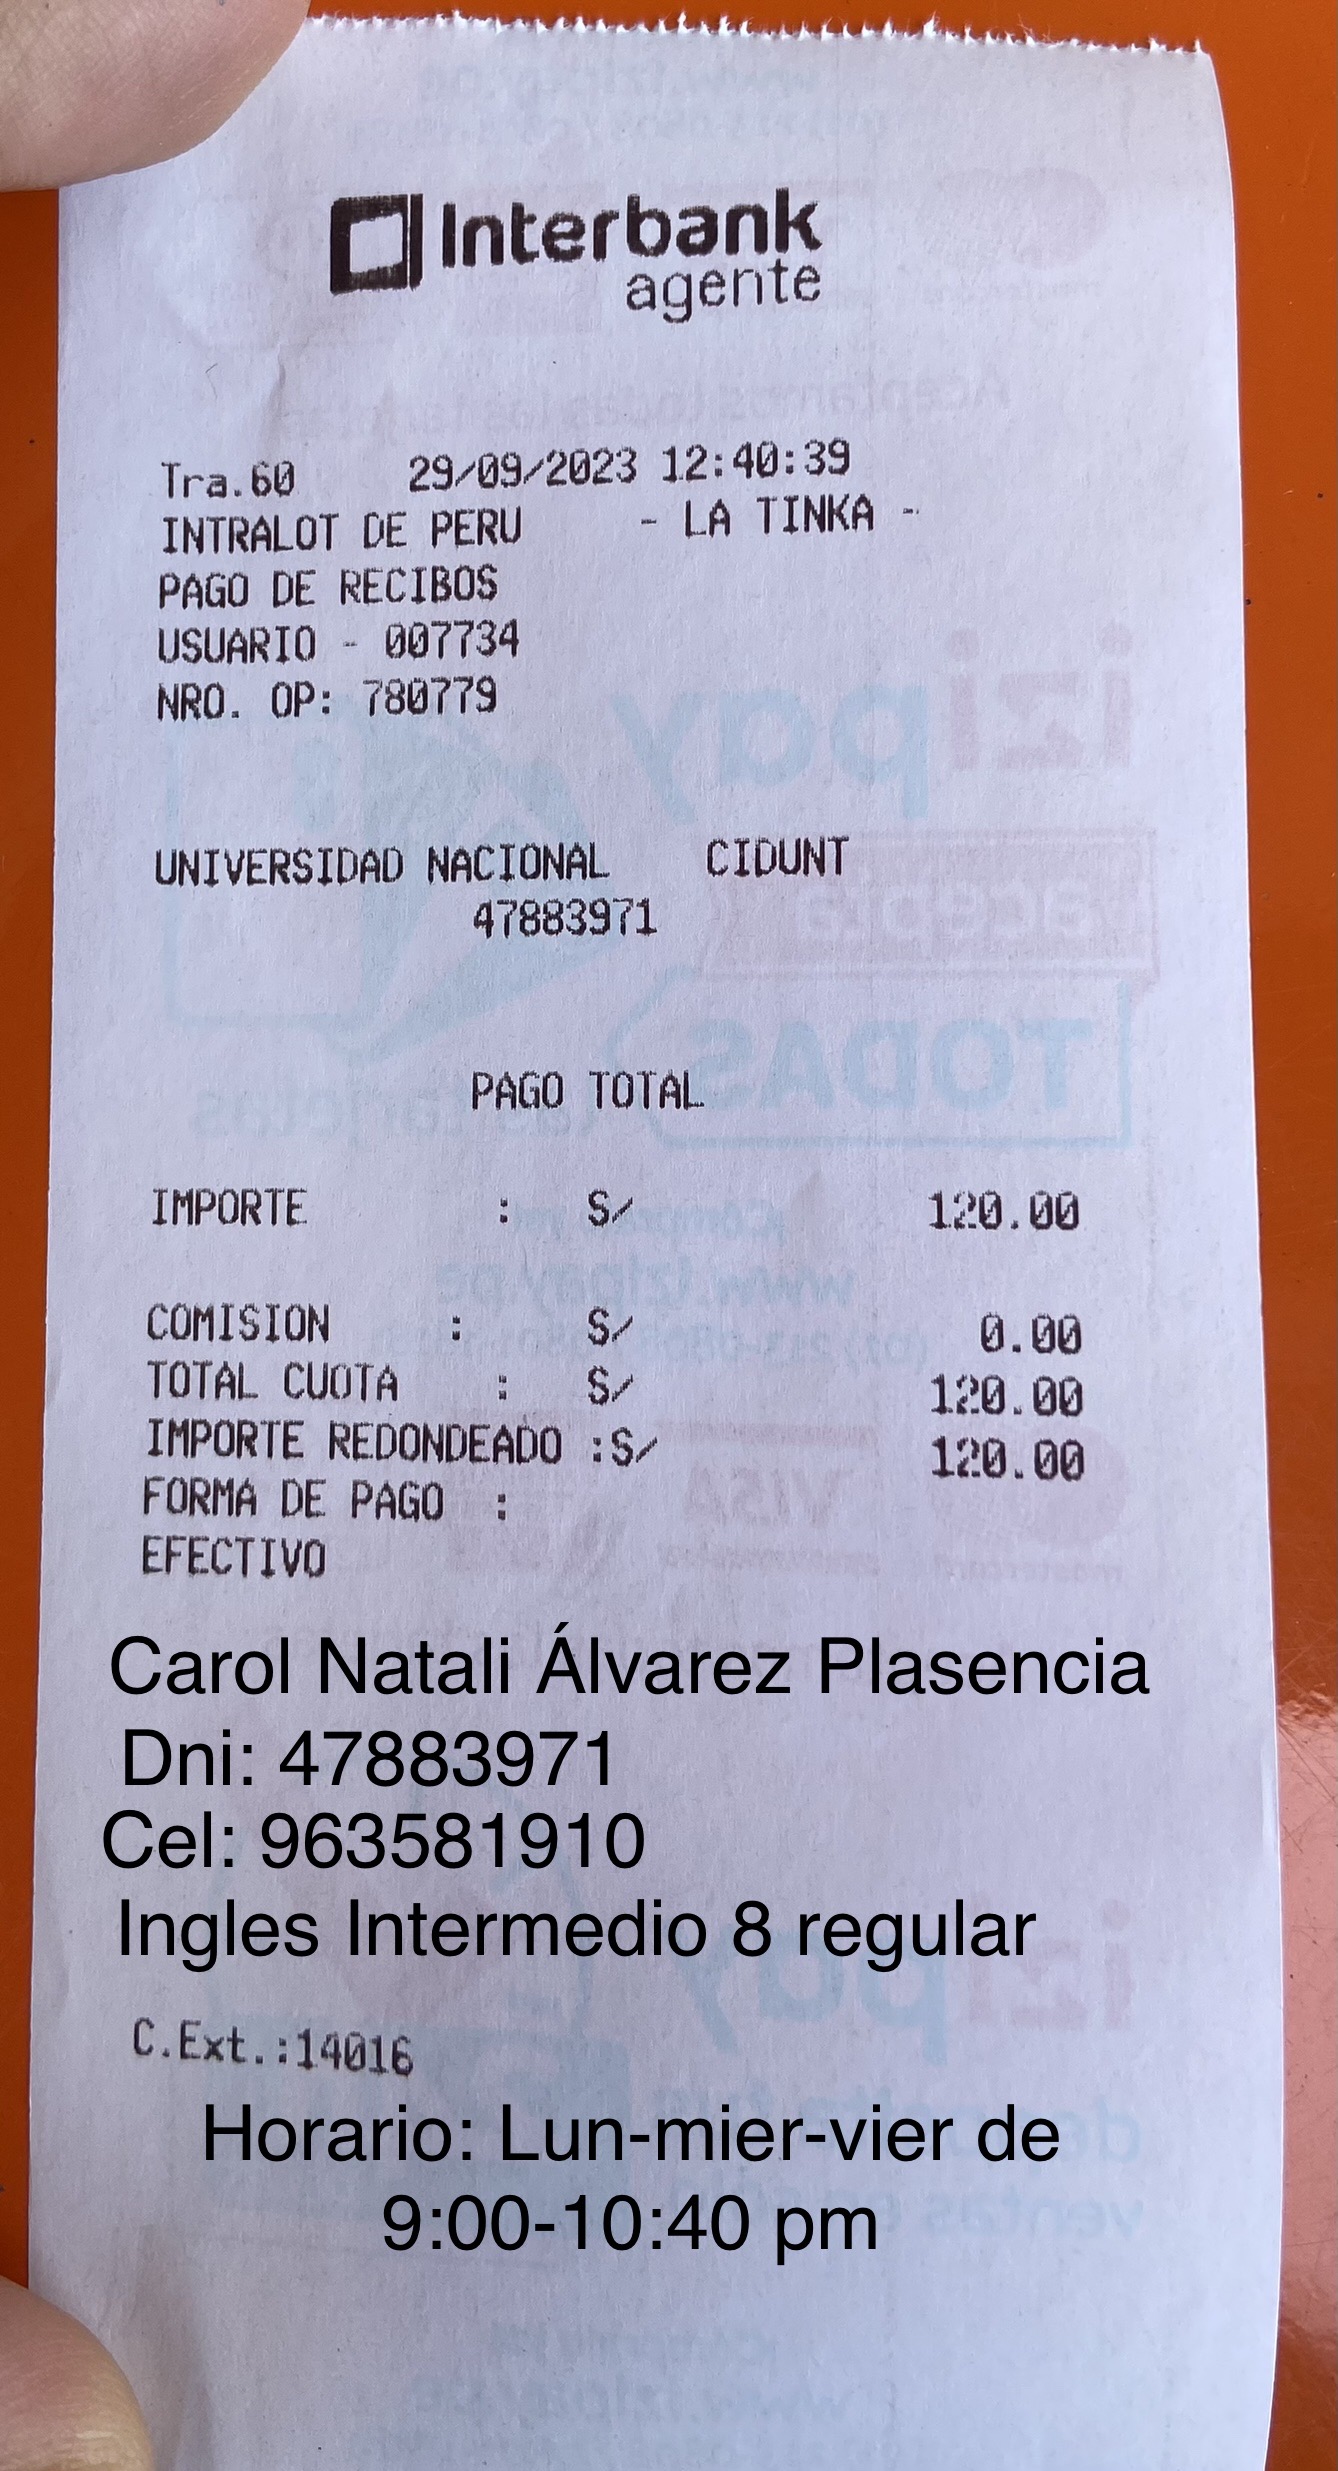 Interbank
agente
Tra.60 29/09/2023 12:40:39
INTRALOT DE PERU - LA TINKA -
PAGO DE RECIBOS
USUARIO - 007734
NRO. OP: 780779
UNIVERSIDAD NACIONAL CIDUNT
47883971
PAGO TOTAL
IMPORTE : S/ 120.00
COMISION : S/ 0.00
TOTAL CUOTA : S/ 120.00
IMPORTE REDONDEADO :S/ 120.00
FORMA DE PAGO :
EFECTIVO
Carol Natali Álvarez Plasencia
Dni: 47883971
Cel: 963581910
Ingles Intermedio 8 regular
C.Ext.:14016
Horario: Lun-mier-vier de
9:00-10:40 pm